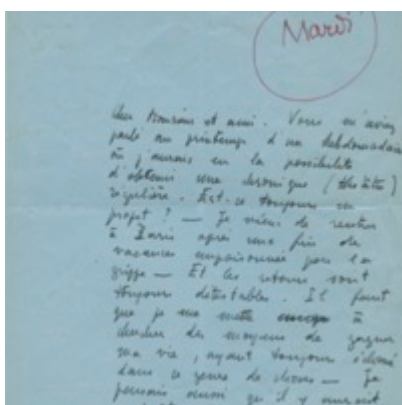 Mardi
Cher Monsieur et ami. Vous m'aviez
parlé au printemps d'un hebdomadaire
où j'aurais eu la possibilité
d'obtenir une chronique (théâtre)
régulière. Est-ce toujours en
projet ? — Je viens de rentrer
à Paris après une fin de
vacances empoisonnée par la
grippe — Et les retours sont
toujours détestables. Il faut
que je me mette à
chercher des moyens de gagner
ma vie, ayant toujours échoué
dans ce genre de choses — Je
pensais aussi qu'il y aurait